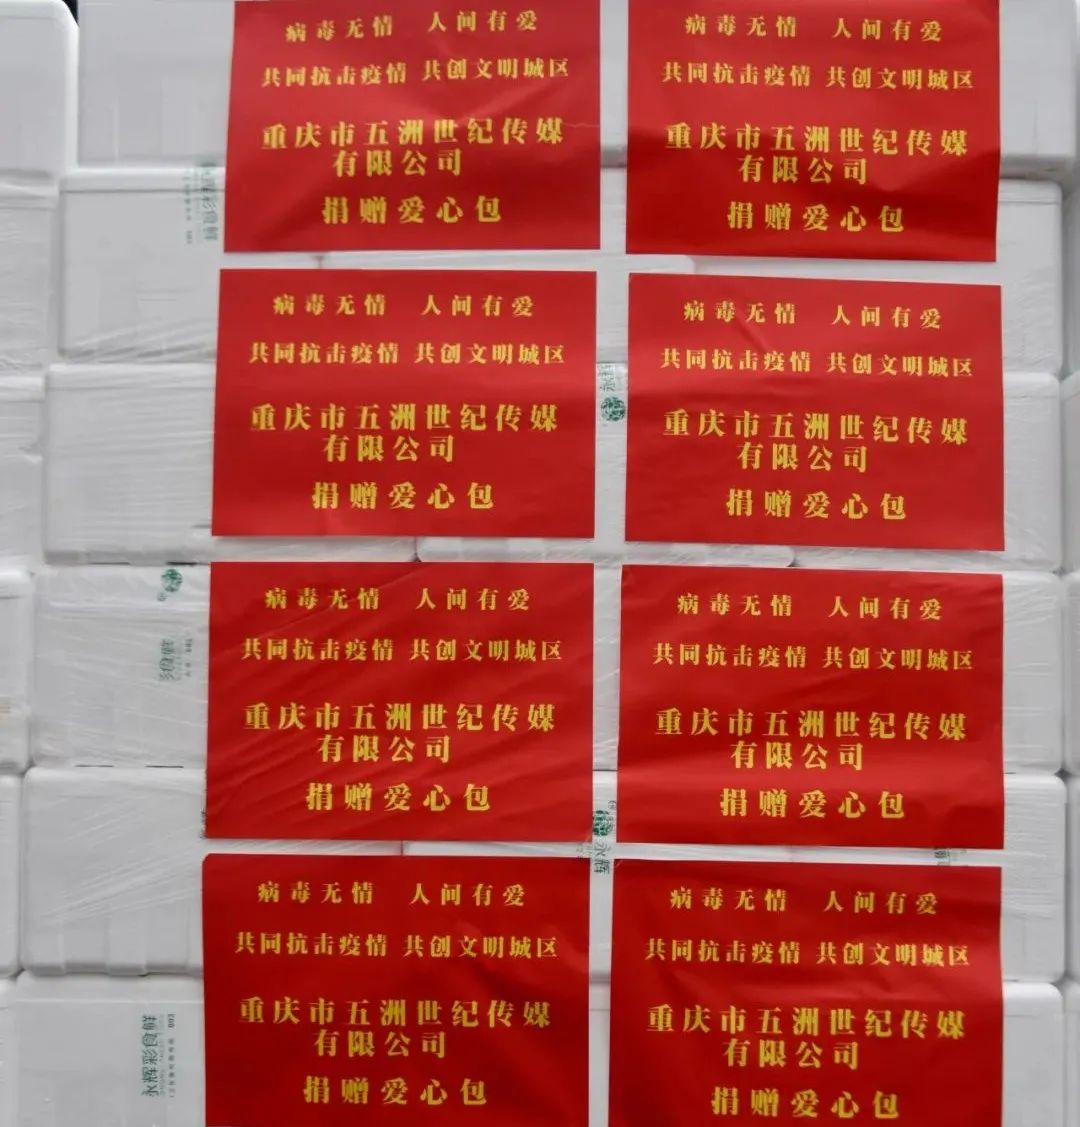 病毒无情 人间有爱
共同抗击疫情 共创文明城区
重庆市五洲世纪传媒
有限公司
捐赠爱心包
病毒无情 人间有爱
共同抗击疫情 共创文明城区
重庆市五洲世纪传媒
有限公司
捐赠爱心包
病毒无情 人间有爱
共同抗击疫情 共创文明城区
重庆市五洲世纪传媒
有限公司
捐赠爱心包
病毒无情 人间有爱
共同抗击疫情 共创文明城区
重庆市五洲世纪传媒
有限公司
捐赠爱心包
病毒无情 人间有爱
共同抗击疫情 共创文明城区
重庆市五洲世纪传媒
有限公司
捐赠爱心包
病毒无情 人间有爱
共同抗击疫情 共创文明城区
重庆市五洲世纪传媒
有限公司
捐赠爱心包
永辉
病毒无情 人间有爱
共同抗击疫情 共创文明城区
重庆市五洲世纪传媒
有限公司
捐赠爱心包
病毒无情 人间有爱
共同抗击疫情 共创文明城区
重庆市五洲世纪传媒
有限公司
捐赠爱心包
永辉彩食鲜